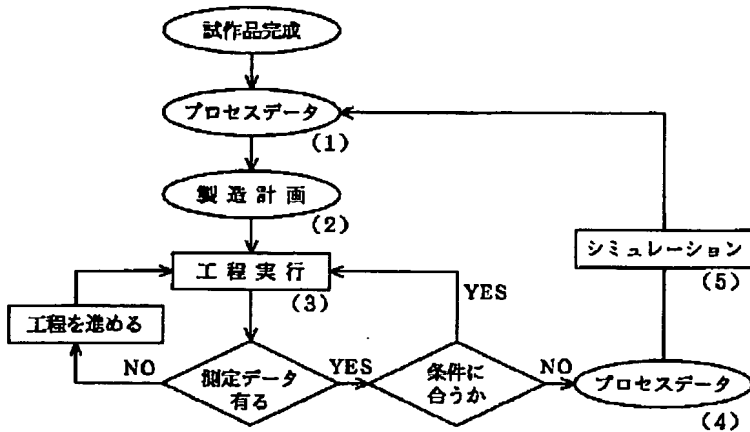 試作品完成
プロセスデータ
(1)
製造計画
(2)
工程実行
(3)
工程を進める
NO
測定データ
有る
YES
条件に
合うか
YES
NO
プロセスデータ
(4)
シミュレーション
(5)